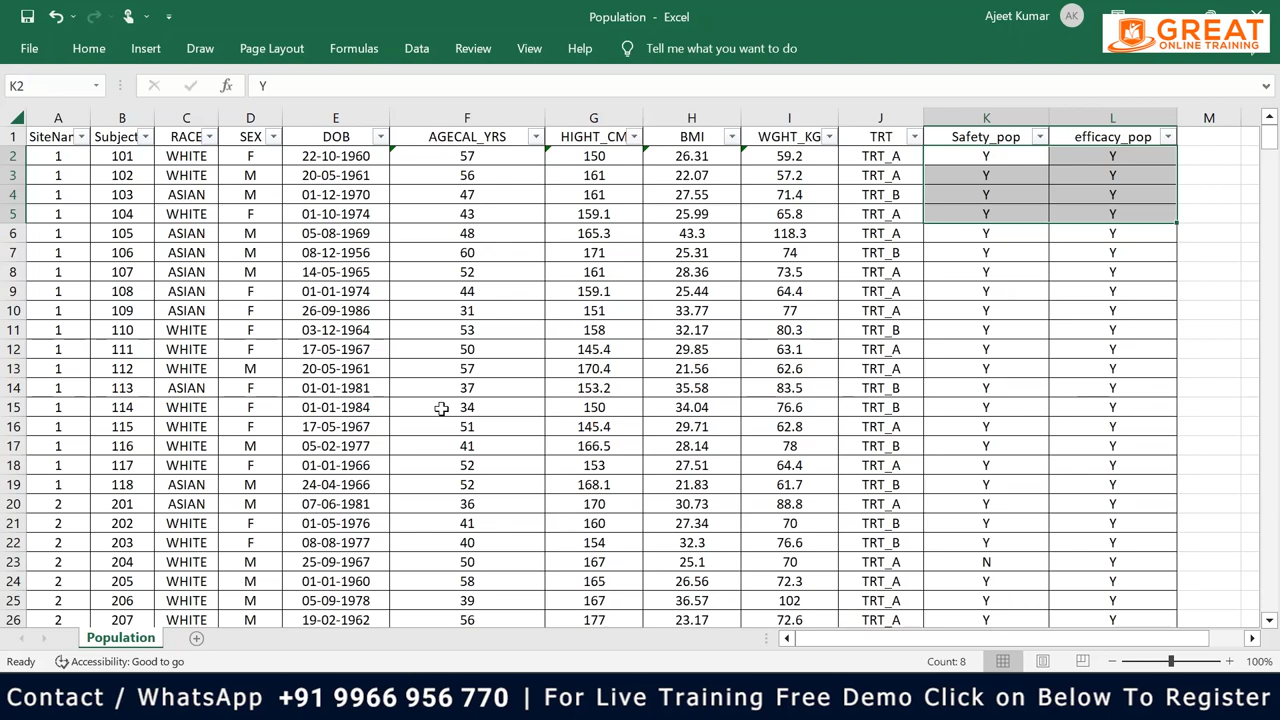 Population - Excel
Ajeet Kumar
AK
GREAT
ONLINE TRAINING
File Home Insert Draw Page Layout Formulas Data Review View Help Tell me what you want to do
K2 fx Y
A B C D E F G H I J K L M
1 SiteNan Subject RACE SEX DOB AGECAL_YRS HIGHT_CM BMI WGHT_KG TRT Safety_pop efficacy_pop
2 1 101 WHITE F 22-10-1960 57 150 26.31 59.2 TRT_A Y Y
3 1 102 WHITE M 20-05-1961 56 161 22.07 57.2 TRT_A Y Y
4 1 103 ASIAN M 01-12-1970 47 161 27.55 71.4 TRT_B Y Y
5 1 104 WHITE F 01-10-1974 43 159.1 25.99 65.8 TRT_A Y Y
6 1 105 ASIAN M 05-08-1969 48 165.3 43.3 118.3 TRT_A Y Y
7 1 106 ASIAN M 08-12-1956 60 171 25.31 74 TRT_B Y Y
8 1 107 ASIAN M 14-05-1965 52 161 28.36 73.5 TRT_A Y Y
9 1 108 ASIAN F 01-01-1974 44 159.1 25.44 64.4 TRT_A Y Y
10 1 109 ASIAN F 26-09-1986 31 151 33.77 77 TRT_A Y Y
11 1 110 WHITE F 03-12-1964 53 158 32.17 80.3 TRT_B Y Y
12 1 111 WHITE F 17-05-1967 50 145.4 29.85 63.1 TRT_A Y Y
13 1 112 WHITE M 20-05-1961 57 170.4 21.56 62.6 TRT_A Y Y
14 1 113 ASIAN F 01-01-1981 37 153.2 35.58 83.5 TRT_B Y Y
15 1 114 WHITE F 01-01-1984 34 150 34.04 76.6 TRT_B Y Y
16 1 115 WHITE F 17-05-1967 51 145.4 29.71 62.8 TRT_A Y Y
17 1 116 WHITE M 05-02-1977 41 166.5 28.14 78 TRT_B Y Y
18 1 117 WHITE F 01-01-1966 52 153 27.51 64.4 TRT_A Y Y
19 1 118 ASIAN M 24-04-1966 52 168.1 21.83 61.7 TRT_A Y Y
20 2 201 ASIAN M 07-06-1981 36 170 30.73 88.8 TRT_A Y Y
21 2 202 WHITE F 01-05-1976 41 160 27.34 70 TRT_B Y Y
22 2 203 WHITE F 08-08-1977 40 154 32.3 76.6 TRT_B Y Y
23 2 204 WHITE M 25-09-1967 50 167 25.1 70 TRT_A N Y
24 2 205 WHITE M 01-01-1960 58 165 26.56 72.3 TRT_A Y Y
25 2 206 WHITE M 05-09-1978 39 167 36.57 102 TRT_A Y Y
26 2 207 WHITE M 19-02-1962 56 177 23.17 72.6 TRT_A Y Y
Population
Ready Accessibility: Good to go Count: 8 100%
Contact / WhatsApp +91 9966 956 770 | For Live Training Free Demo Click on Below To Register